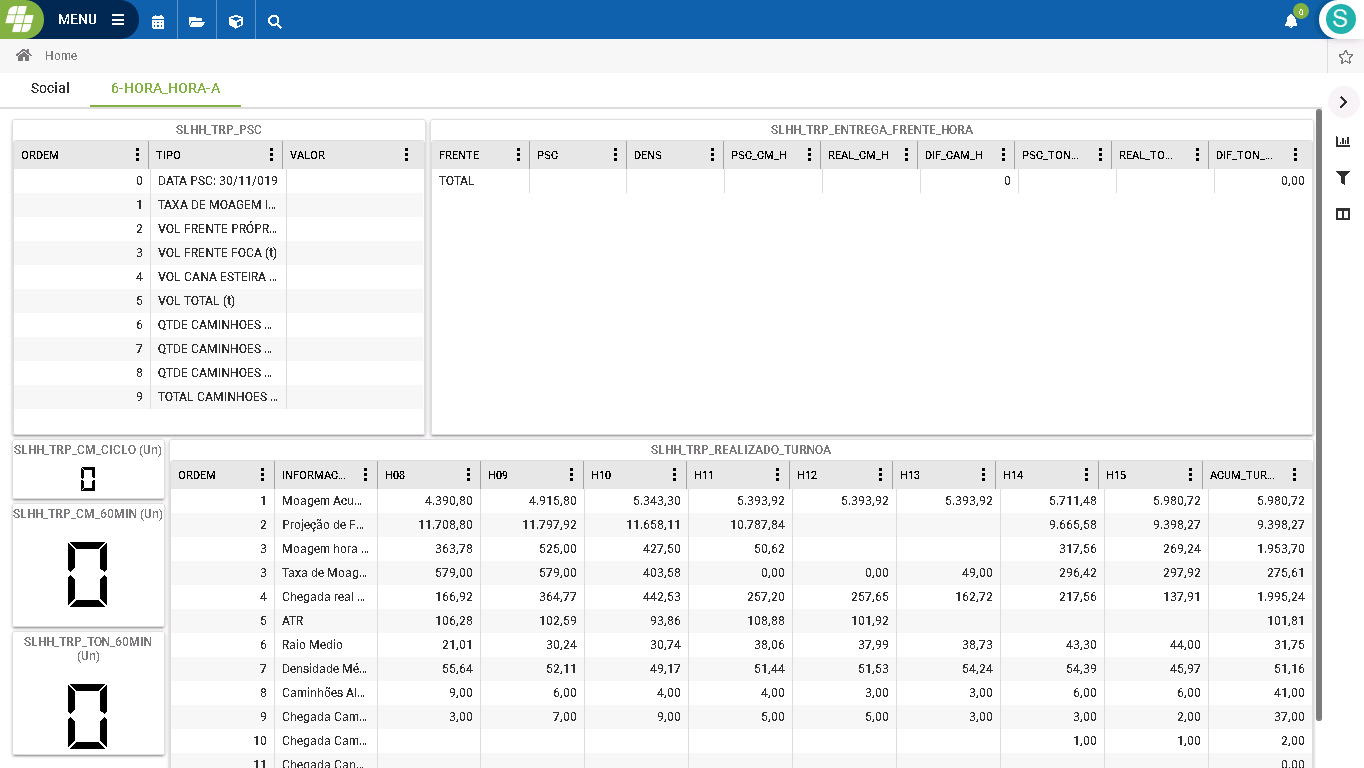 MENU
0
S
Home
Social 6-HORA_HORA-A
SLHH_TRP_PSC
ORDEM TIPO VALOR
0 DATA PSC: 30/11/019
1 TAXA DE MOAGEM I...
2 VOL FRENTE PRÓPR...
3 VOL FRENTE FOCA (t)
4 VOL CANA ESTEIRA ...
5 VOL TOTAL (t)
6 QTDE CAMINHOES ...
7 QTDE CAMINHOES ...
8 QTDE CAMINHOES ...
9 TOTAL CAMINHOES ...
SLHH_TRP_ENTREGA_FRENTE_HORA
FRENTE PSC DENS PSC_CM_H REAL_CM_H DIF_CAM_H PSC_TON... REAL_TO... DIF_TON_...
TOTAL 0 0,00
SLHH_TRP_CM_CICLO (Un)
0
SLHH_TRP_CM_60MIN (Un)
0
SLHH_TRP_TON_60MIN
(Un)
0
SLHH_TRP_REALIZADO_TURNOA
ORDEM INFORMAC... H08 H09 H10 H11 H12 H13 H14 H15 ACUM_TUR...
1 Moagem Acu... 4.390,80 4.915,80 5.343,30 5.393,92 5.393,92 5.393,92 5.711,48 5.980,72 5.980,72
2 Projeção de F... 11.708,80 11.797,92 11.658,11 10.787,84 9.665,58 9.398,27 9.398,27
3 Moagem hora ... 363,78 525,00 427,50 50,62 317,56 269,24 1.953,70
3 Taxa de Moag... 579,00 579,00 403,58 0,00 0,00 49,00 296,42 297,92 275,61
4 Chegada real ... 166,92 364,77 442,53 257,20 257,65 162,72 217,56 137,91 1.995,24
5 ATR 106,28 102,59 93,86 108,88 101,92 101,81
6 Raio Medio 21,01 30,24 30,74 38,06 37,99 38,73 43,30 44,00 31,75
7 Densidade Mé... 55,64 52,11 49,17 51,44 51,53 54,24 54,39 45,97 51,16
8 Caminhões Al... 9,00 6,00 4,00 4,00 3,00 3,00 6,00 6,00 41,00
9 Chegada Cam... 3,00 7,00 9,00 5,00 5,00 3,00 3,00 2,00 37,00
10 Chegada Cam... 1,00 1,00 2,00
11 Chegada Can... 0,00